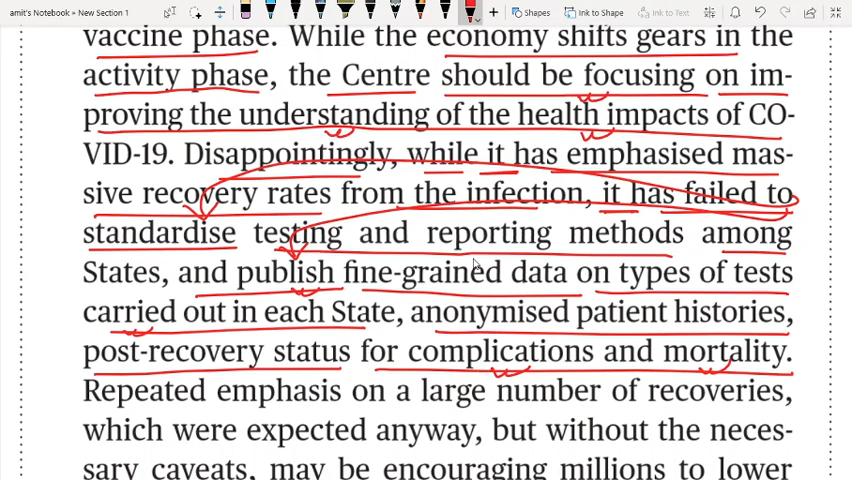 amit's Notebook » New Section 1
Shapes
Ink to Shape
Ink to Text
vaccine phase. While the economy shifts gears in the
activity phase, the Centre should be focusing on im-
proving the understanding of the health impacts of CO-
VID-19. Disappointingly, while it has emphasised mas-
sive recovery rates from the infection, it has failed to
standardise testing and reporting methods among
States, and publish fine-grained data on types of tests
carried out in each State, anonymised patient histories,
post-recovery status for complications and mortality.
Repeated emphasis on a large number of recoveries,
which were expected anyway, but without the neces-
sary caveats, may be encouraging millions to lower